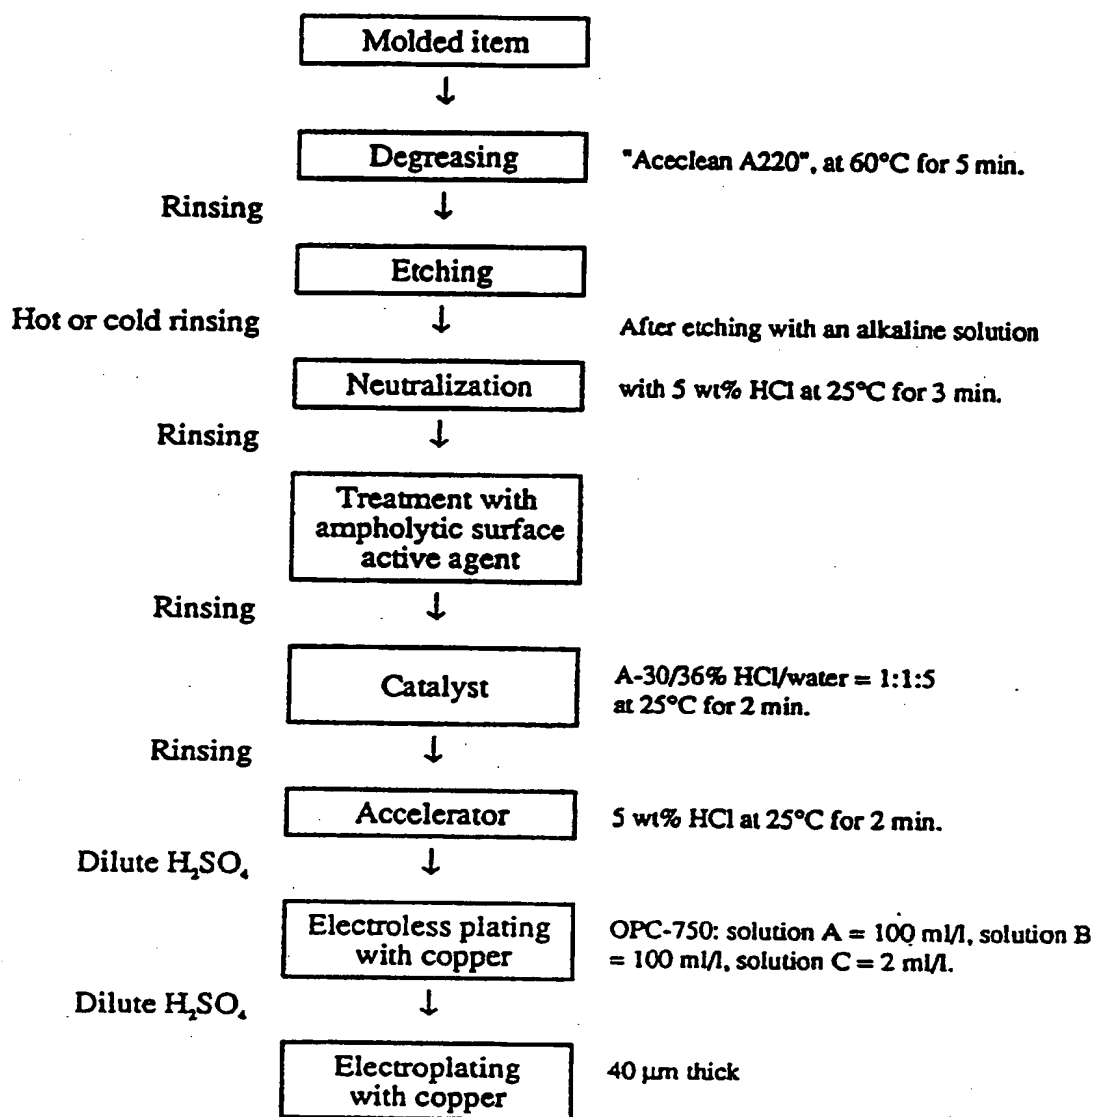 Molded item
↓
Degreasing
"Aceclean A220", at 60°C for 5 min.
Rinsing
↓
Etching
Hot or cold rinsing
↓
After etching with an alkaline solution
Neutralization
with 5 wt% HCl at 25°C for 3 min.
Rinsing
↓
Treatment with
ampholytic surface
active agent
Rinsing
↓
Catalyst
A-30/36% HCl/water = 1:1:5
at 25°C for 2 min.
Rinsing
↓
Accelerator
5 wt% HCl at 25°C for 2 min.
Dilute H₂SO₄
↓
Electroless plating
with copper
OPC-750: solution A = 100 ml/l, solution B
= 100 ml/l, solution C = 2 ml/l.
Dilute H₂SO₄
↓
Electroplating
with copper
40 µm thick